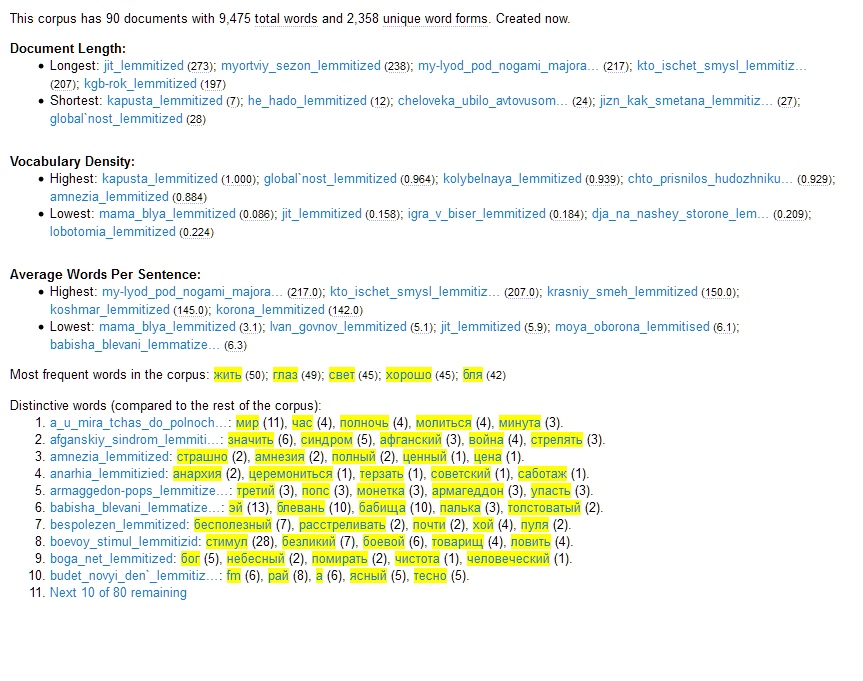 This corpus has 90 documents with 9,475 total words and 2,358 unique word forms. Created now.
Document Length:
• Longest: jit_lemmitized (273); myortviy_sezon_lemmitized (238); my-lyod_pod_nogami_majora… (217); kto_ischet_smysl_lemmitiz…
(207); kgb-rok_lemmitized (197)
• Shortest: kapusta_lemmitized (7); he_hado_lemmitized (12); cheloveka_ubilo_avtovusom… (24); jizn_kak_smetana_lemmitiz… (27);
global`nost_lemmitized (28)
Vocabulary Density:
• Highest: kapusta_lemmitized (1.000); global`nost_lemmitized (0.964); kolybelnaya_lemmitized (0.939); chto_prisnilos_hudozhniku… (0.929);
amnezia_lemmitized (0.884)
• Lowest: mama_blya_lemmitized (0.086); jit_lemmitized (0.158); igra_v_biser_lemmitized (0.184); dja_na_nashey_storone_lem… (0.209);
lobotomia_lemmitized (0.224)
Average Words Per Sentence:
• Highest: my-lyod_pod_nogami_majora… (217.0); kto_ischet_smysl_lemmitiz… (207.0); krasniy_smeh_lemmitized (150.0);
koshmar_lemmitized (145.0); korona_lemmitized (142.0)
• Lowest: mama_blya_lemmitized (3.1); Ivan_govnov_lemmitized (5.1); jit_lemmitized (5.9); moya_oborona_lemmitised (6.1);
babisha_blevani_lemmatize… (6.3)
Most frequent words in the corpus: жить (50); глаз (49); свет (45); хорошо (45); бля (42)
Distinctive words (compared to the rest of the corpus):
1. a_u_mira_tchas_do_polnoch…: мир (11), час (4), полночь (4), молиться (4), минута (3).
2. afganskiy_sindrom_lemmiti…: значить (6), синдром (5), афганский (3), война (4), стрелять (3).
3. amnezia_lemmitized: страшно (2), амнезия (2), полный (2), ценный (1), цена (1).
4. anarhia_lemmitizied: анархия (2), церемониться (1), терзать (1), советский (1), саботаж (1).
5. armaggedon-pops_lemmitize…: третий (3), попс (3), монетка (3), армагеддон (3), упасть (3).
6. babisha_blevani_lemmatize…: эй (13), блевань (10), бабища (10), палька (3), толстоватый (2).
7. bespolezen_lemmitized: бесполезный (7), расстреливать (2), почти (2), хой (4), пуля (2).
8. boevoy_stimul_lemmitizid: стимул (28), безликий (7), боевой (6), товарищ (4), ловить (4).
9. boga_net_lemmitized: бог (5), небесный (2), помирать (2), чистота (1), человеческий (1).
10. budet_novyi_den`_lemmitiz…: fm (6), рай (8), а (6), ясный (5), тесно (5).
11. Next 10 of 80 remaining